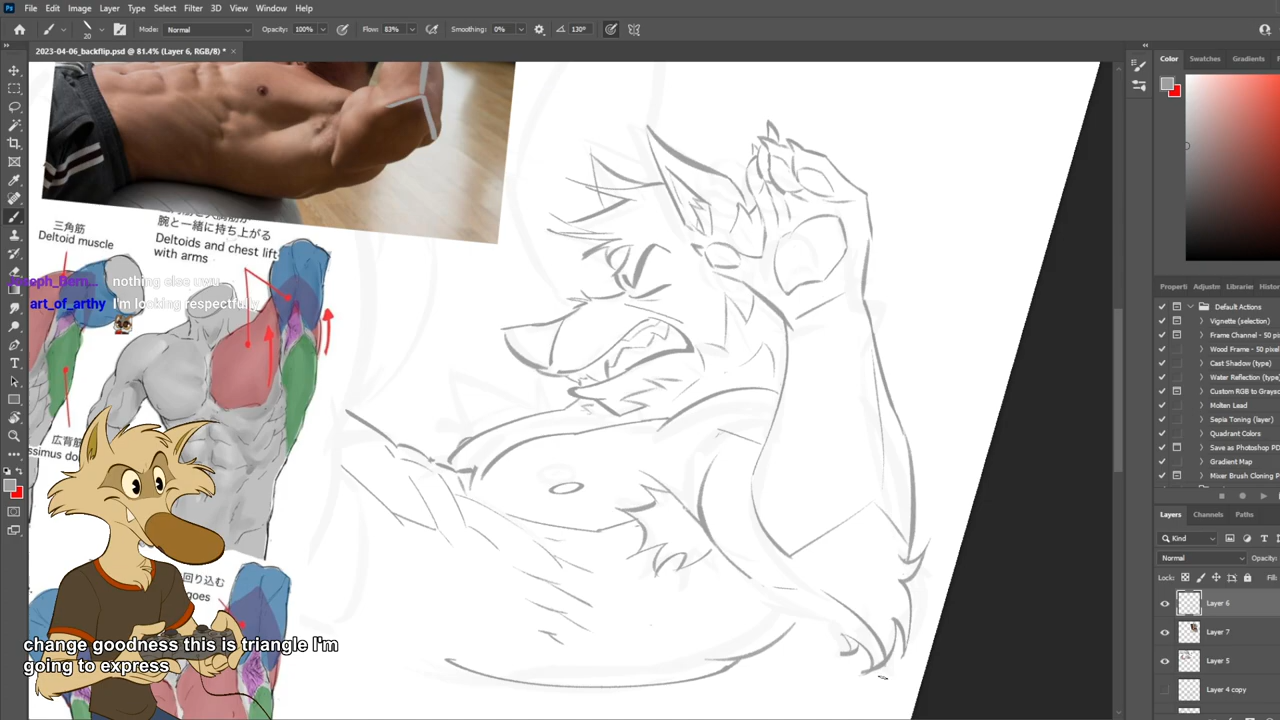 File Edit Image Layer Type Select Filter 3D View Window Help
20 Mode: Normal Opacity: 100% Flow: 83% Smoothing: 0% 130°
2023-04-06_backflip.psd @ 81.4% (Layer 6, RGB/8) *
Color Swatches Gradients
三角筋
Deltoid muscle
腕と一緒に持ち上がる
Deltoids and chest lift
with arms
nothing else uwu
art_of_arthy I'm looking respectfully
広背筋
回り込む
goes
change goodness this is triangle I'm
going to express
Properti Adjustm Libraries Histor
Default Actions
Vignette (selection)
Frame Channel - 50 pixel
Wood Frame - 50 pixel
Cast Shadow (type)
Water Reflection (type)
Custom RGB to Grayscale
Molten Lead
Sepia Toning (layer)
Quadrant Colors
Save as Photoshop PD
Gradient Map
Mixer Brush Cloning P
Layers Channels Paths
Kind
Normal Opacity:
Lock: Fill:
Layer 6
Layer 7
Layer 5
Layer 4 copy